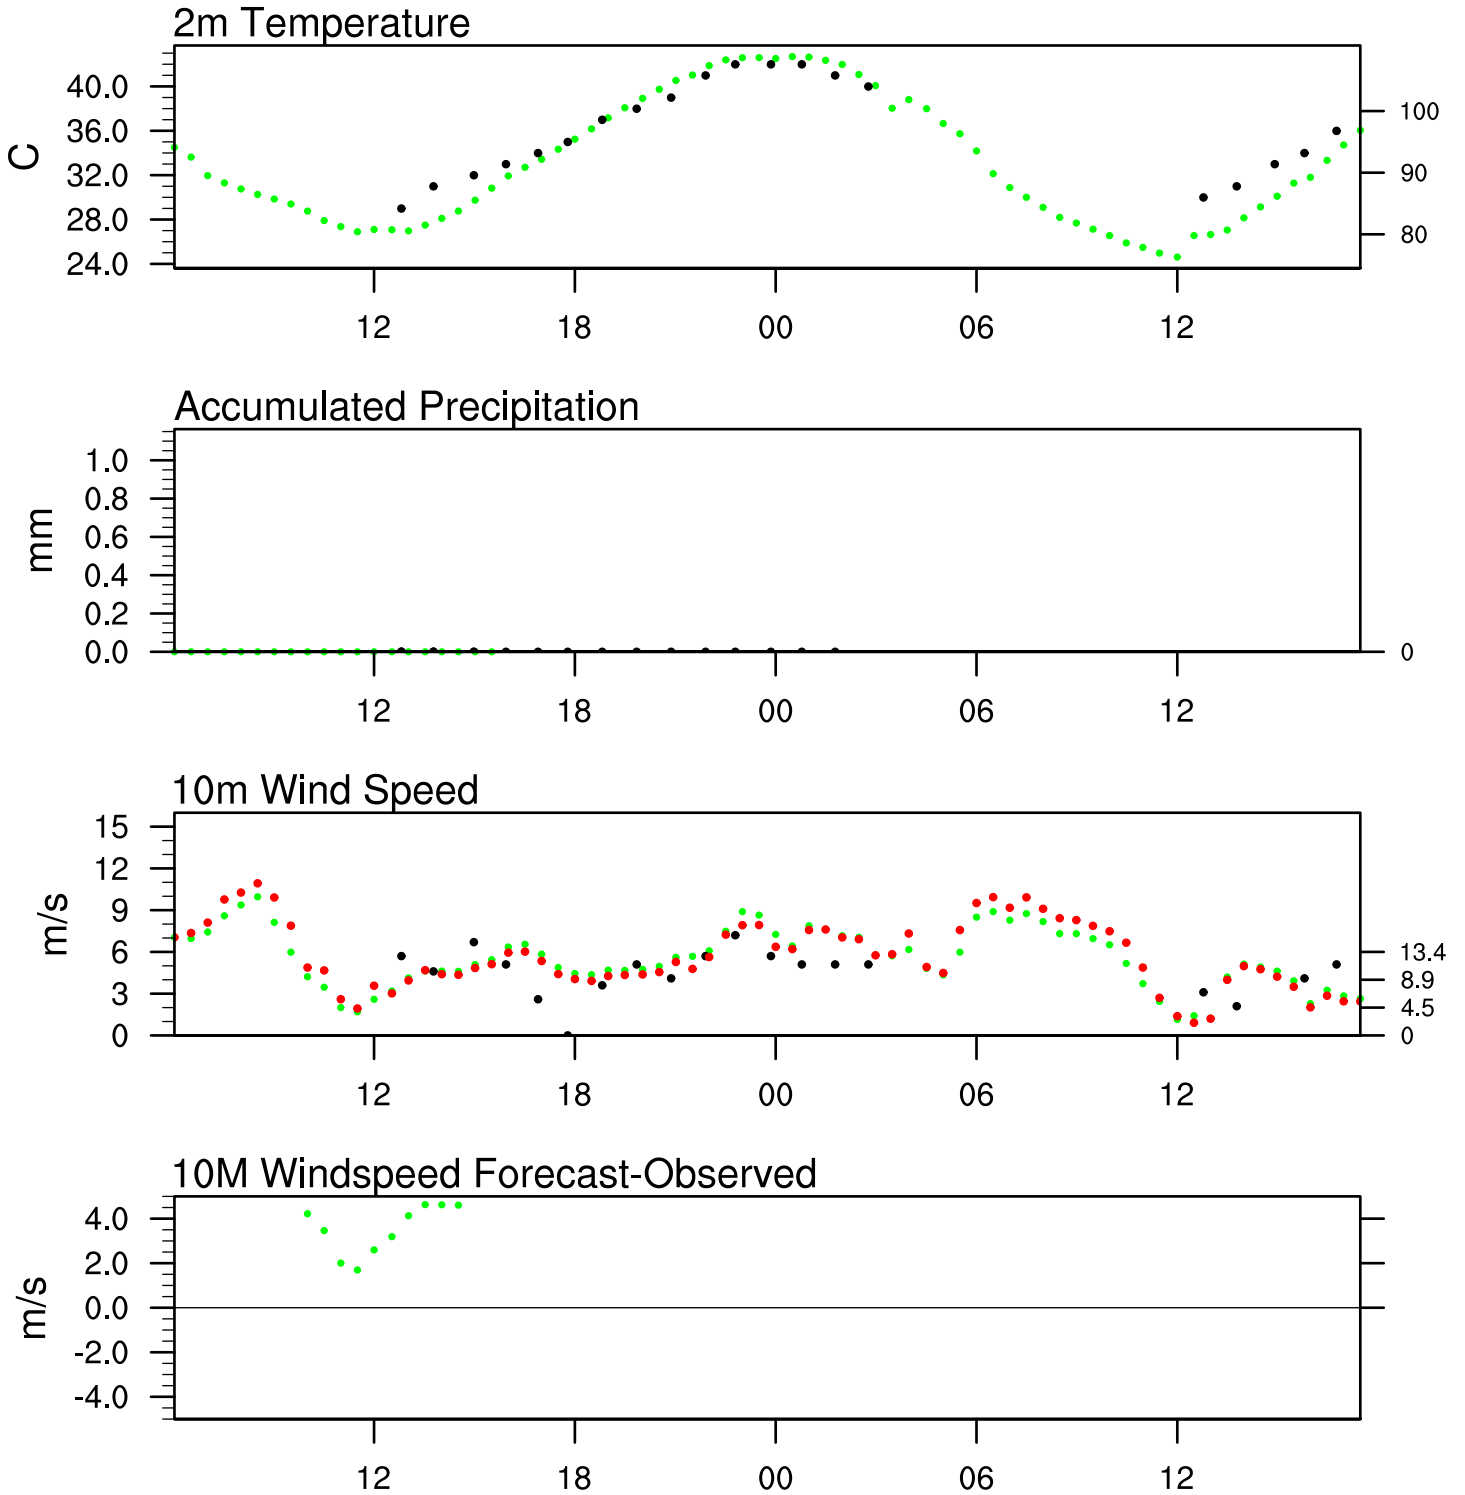 2m Temperature
40.0
36.0
32.0
28.0
24.0
C
100
90
80
12 18 00 06 12
Accumulated Precipitation
1.0
0.8
0.6
0.4
0.2
0.0
mm
0
12 18 00 06 12
10m Wind Speed
15
12
9
6
3
0
m/s
13.4
8.9
4.5
0
12 18 00 06 12
10M Windspeed Forecast-Observed
4.0
2.0
0.0
-2.0
-4.0
m/s
12 18 00 06 12